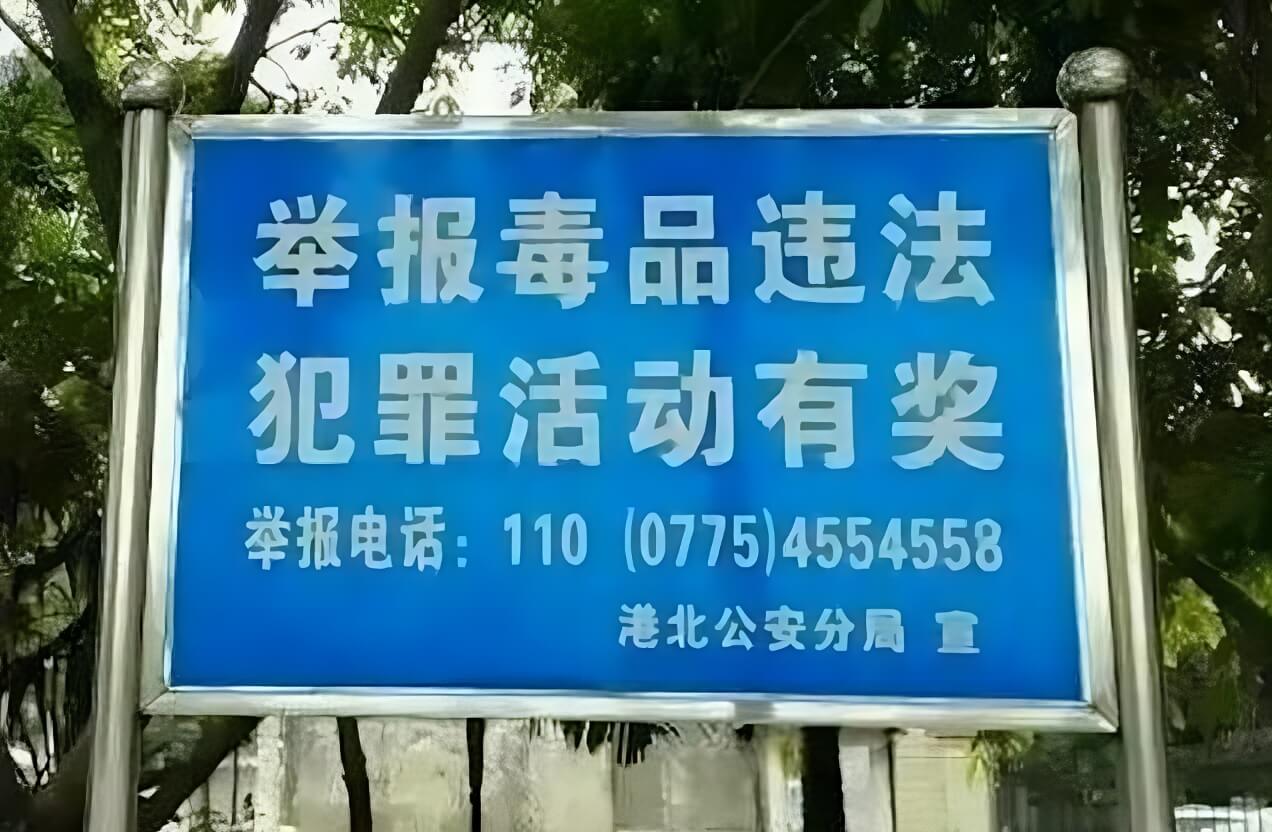 举报毒品违法
犯罪活动有奖
举报电话：110 (0775)4554558
港北公安分局 宣